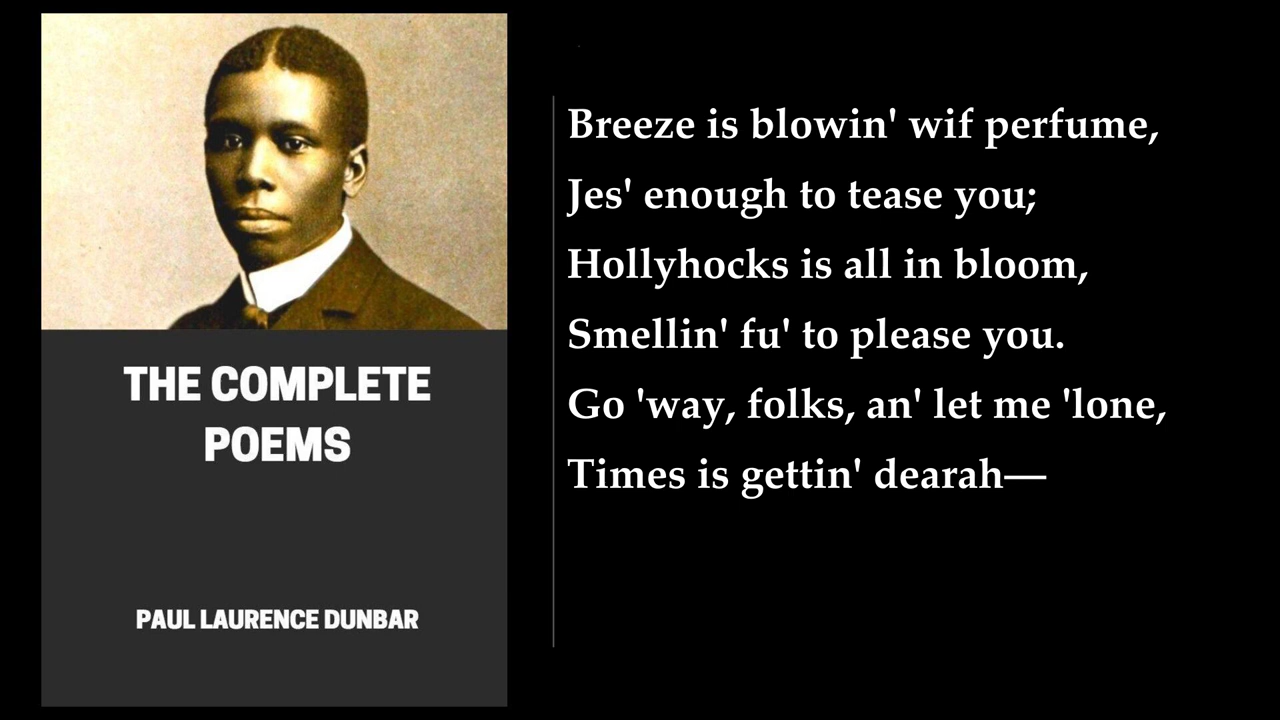 THE COMPLETE
POEMS
PAUL LAURENCE DUNBAR
Breeze is blowin' wif perfume,
Jes' enough to tease you;
Hollyhocks is all in bloom,
Smellin' fu' to please you.
Go 'way, folks, an' let me 'lone,
Times is gettin' dearah—